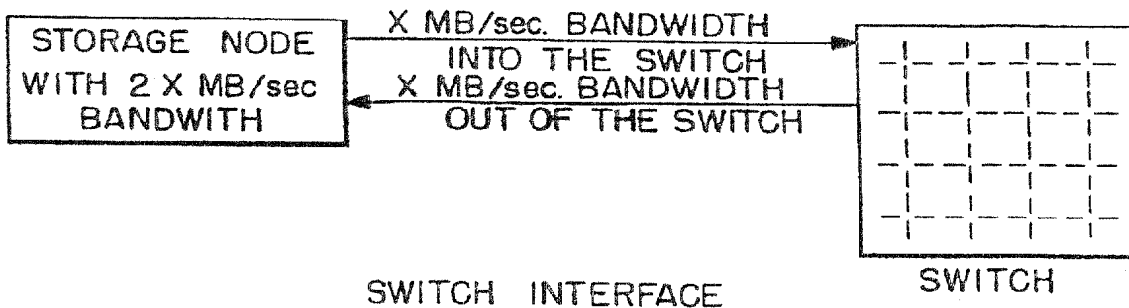 STORAGE NODE
WITH 2 X MB/sec
BANDWITH
X MB/sec. BANDWIDTH
INTO THE SWITCH
X MB/sec. BANDWIDTH
OUT OF THE SWITCH
SWITCH
SWITCH INTERFACE